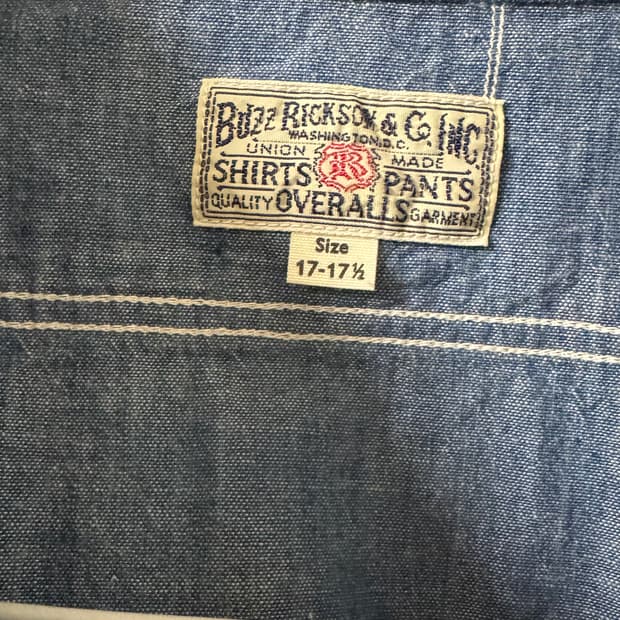 BUZZ RICKSON & CO. INC.
WASHINGTON, D.C.
UNION MADE
R
SHIRTS PANTS
QUALITY OVERALLS GARMENT
Size
17-17½